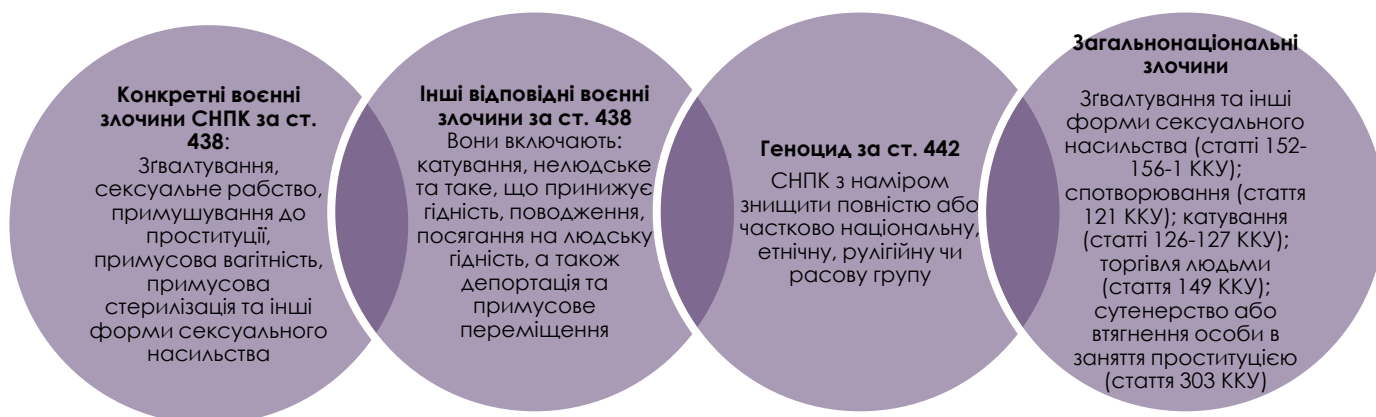 Конкретні воєнні
злочини СНПК за ст.
438:
Зґвалтування,
сексуальне рабство,
примушування до
проституції,
примусова вагітність,
примусова
стерилізація та інші
форми сексуального
насильства
Інші відповідні воєнні
злочини за ст. 438
Вони включають:
катування, нелюдське
та таке, що принижує
гідність, поводження,
посягання на людську
гідність, а також
депортація та
примусове
переміщення
Геноцид за ст. 442
СНПК з наміром
знищити повністю або
частково національну,
етнічну, рулігійну чи
расову групу
Загальнонаціональні
злочини
Зґвалтування та інші
форми сексуального
насильства (статті 152-
156-1 ККУ);
спотворювання (стаття
121 ККУ); катування
(статті 126-127 ККУ);
торгівля людьми
(стаття 149 ККУ);
сутенерство або
втягнення особи в
заняття проституцією
(стаття 303 ККУ)